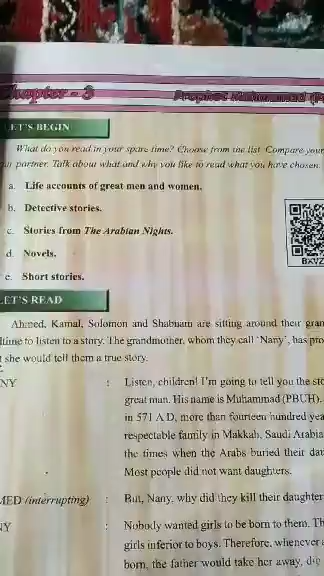 Chapter - 3
Prophet Muhammad (P
LET'S BEGIN
What do you read in your spare time? Choose from the list. Compare your
partner. Talk about what and why you like to read what you have chosen.
a. Life accounts of great men and women.
b. Detective stories.
c. Stories from The Arabian Nights.
d. Novels.
e. Short stories.
BXVZ
LET'S READ
Ahmed, Kamal, Solomon and Shabnam are sitting around their gran
time to listen to a story. The grandmother, whom they call 'Nany', has pro
t she would tell them a true story.
NY : Listen, children! I'm going to tell you the sto
great man. His name is Muhammad (PBUH).
in 571 A.D, more than fourteen hundred yea
respectable family in Makkah, Saudi Arabia
the times when the Arabs buried their dau
Most people did not want daughters.
MED (interrupting) : But, Nany, why did they kill their daughter
NY : Nobody wanted girls to be born to them. Th
girls inferior to boys. Therefore, whenever a
born, the father would take her away, dig